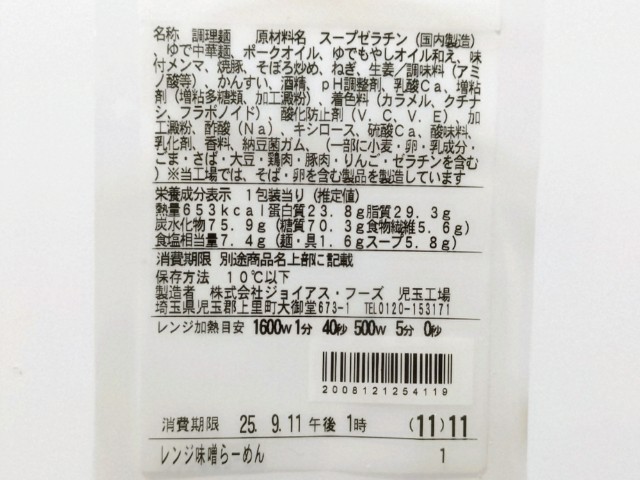 名称 調理麺 原材料名 スープゼラチン(国内製造)
、ゆで中華麺、ポークオイル、ゆでもやしオイル和え、味
付メンマ、焼豚、そぼろ炒め、ねぎ、生姜/調味料(アミ
ノ酸等)、かんすい、酒精、pH調整剤、乳酸Ca、増粘
剤(増粘多糖類、加工澱粉)、着色料(カラメル、クチナ
シ、フラボノイド)、酸化防止剤(V.C、V.E)、加
工澱粉、酢酸(Na)、キシロース、硫酸Ca、酸味料、
乳化剤、香料、納豆菌ガム、(一部に小麦・卵・乳成分・
ごま・さば・大豆・鶏肉・豚肉・りんご・ゼラチンを含む
)※当工場では、そば・卵を含む製品を製造しています
栄養成分表示 1包装当り(推定値)
熱量653kcal蛋白質23.8g脂質29.3g
炭水化物75.9g(糖質70.3g食物繊維5.6g)
食塩相当量7.4g(麺・具1.6gスープ5.8g)
消費期限 別途商品名上部に記載
保存方法 10℃以下
製造者 株式会社ジョイアス・フーズ 児玉工場
埼玉県児玉郡上里町大御堂673-1 TEL0120-153171
レンジ加熱目安 1600W 1分 40秒 500W 5分 0秒
2008121254119
消費期限 25. 9.11午後1時 (11)11
レンジ味噌らーめん 1